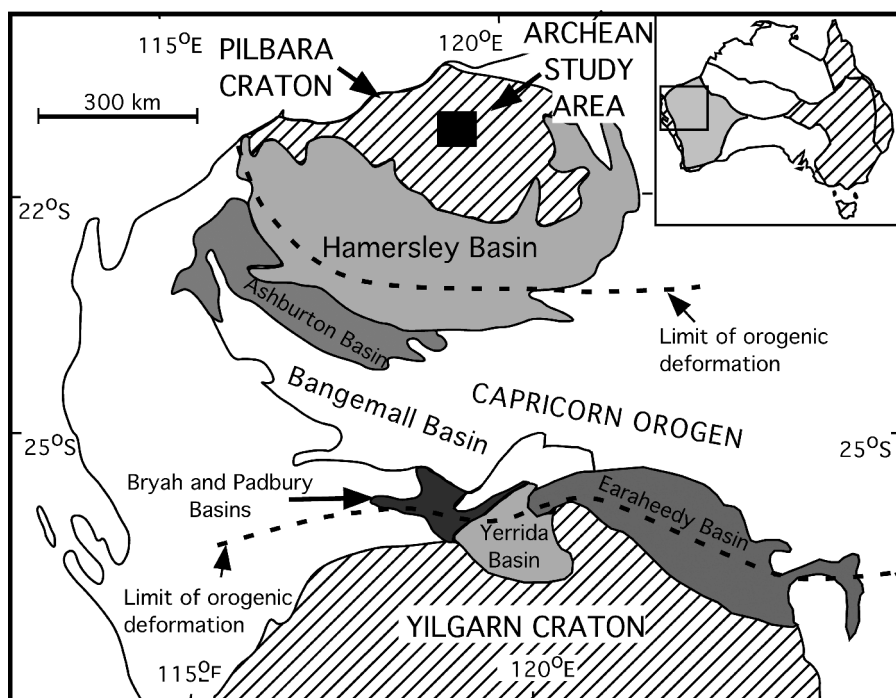 115°E
120°E
PILBARA
CRATON
ARCHEAN
STUDY
AREA
300 km
22°S
Hamersley Basin
Ashburton Basin
Limit of orogenic
deformation
Bangemall Basin
CAPRICORN OROGEN
25°S
25°S
Bryah and Padbury
Basins
Earaheedy Basin
Yerrida
Basin
Limit of orogenic
deformation
YILGARN CRATON
115°E
120°E